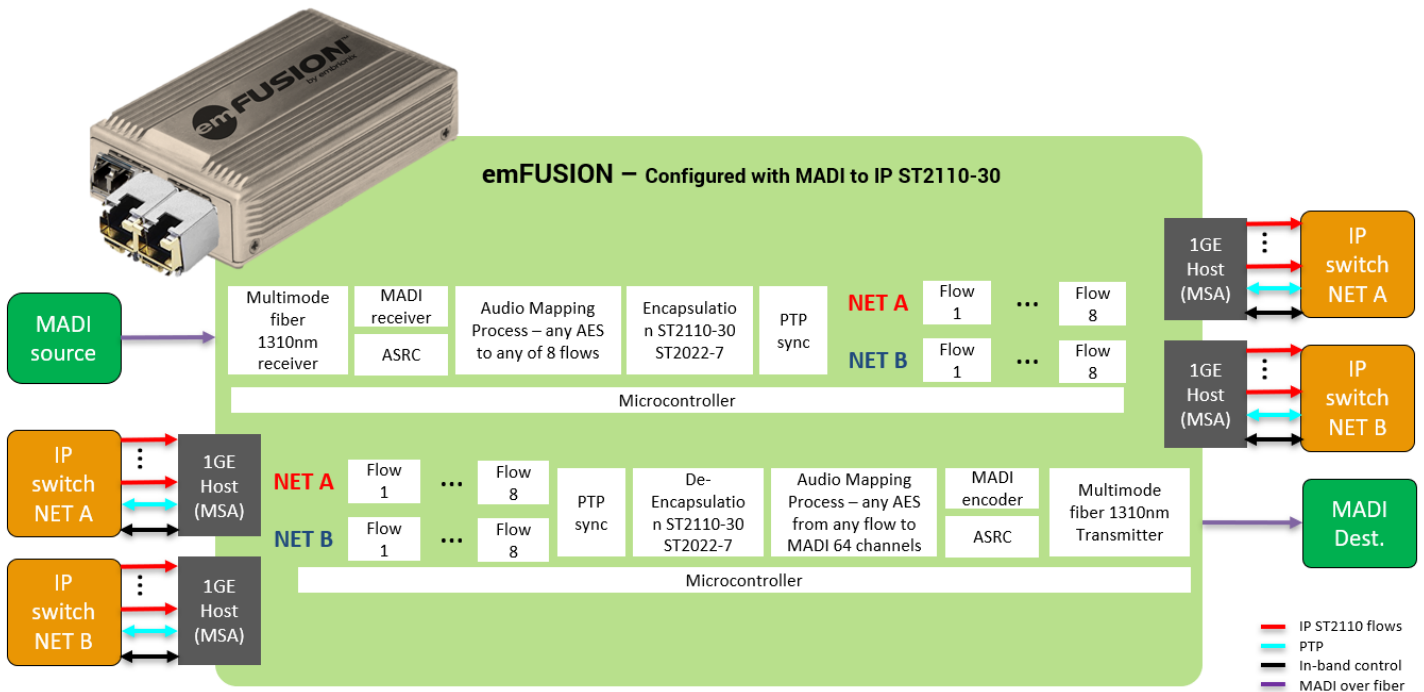 emFUSION™
by embrionix
emFUSION – Configured with MADI to IP ST2110-30
MADI
source
Multimode
fiber
1310nm
receiver
MADI
receiver
ASRC
Audio Mapping
Process – any AES
to any of 8 flows
Encapsulatio
n ST2110-30
ST2022-7
PTP
sync
NET A
Flow
1
...
Flow
8
NET B
Flow
1
...
Flow
8
Microcontroller
1GE
Host
(MSA)
IP
switch
NET A
1GE
Host
(MSA)
IP
switch
NET B
IP
switch
NET A
1GE
Host
(MSA)
IP
switch
NET B
1GE
Host
(MSA)
NET A
Flow
1
...
Flow
8
NET B
Flow
1
...
Flow
8
PTP
sync
De-
Encapsulatio
n ST2110-30
ST2022-7
Audio Mapping
Process – any AES
from any flow to
MADI 64 channels
MADI
encoder
ASRC
Multimode
fiber 1310nm
Transmitter
Microcontroller
MADI
Dest.
IP ST2110 flows
PTP
In-band control
MADI over fiber